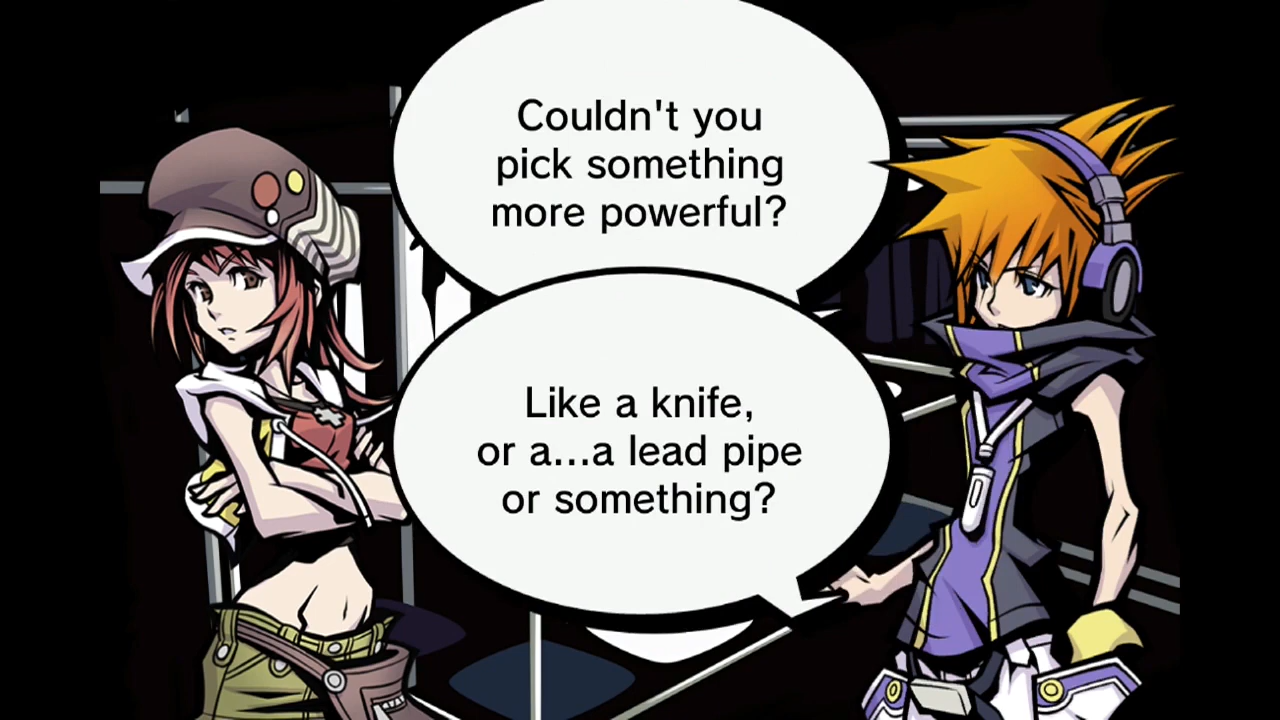 Couldn't you
pick something
more powerful?
Like a knife,
or a...a lead pipe
or something?